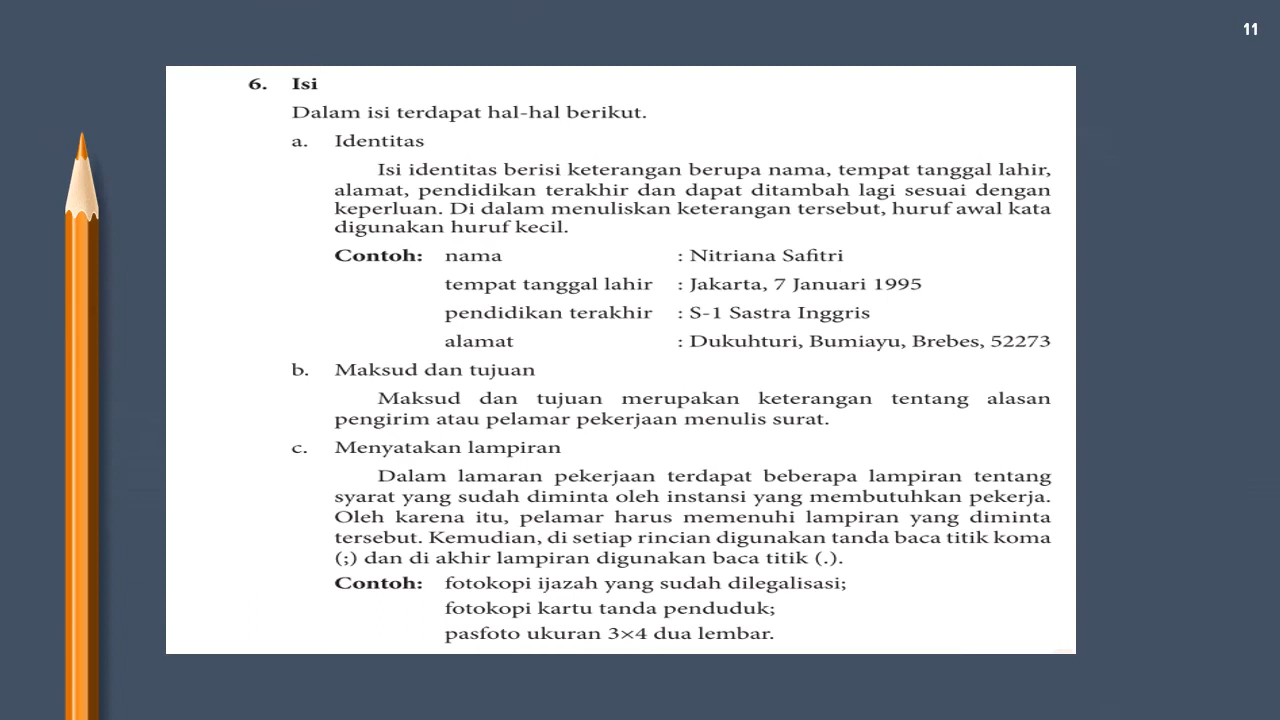 11
6. Isi
Dalam isi terdapat hal-hal berikut.
a. Identitas
Isi identitas berisi keterangan berupa nama, tempat tanggal lahir,
alamat, pendidikan terakhir dan dapat ditambah lagi sesuai dengan
keperluan. Di dalam menuliskan keterangan tersebut, huruf awal kata
digunakan huruf kecil.
Contoh: nama : Nitriana Safitri
tempat tanggal lahir : Jakarta, 7 Januari 1995
pendidikan terakhir : S-1 Sastra Inggris
alamat : Dukuhturi, Bumiayu, Brebes, 52273
b. Maksud dan tujuan
Maksud dan tujuan merupakan keterangan tentang alasan
pengirim atau pelamar pekerjaan menulis surat.
c. Menyatakan lampiran
Dalam lamaran pekerjaan terdapat beberapa lampiran tentang
syarat yang sudah diminta oleh instansi yang membutuhkan pekerja.
Oleh karena itu, pelamar harus memenuhi lampiran yang diminta
tersebut. Kemudian, di setiap rincian digunakan tanda baca titik koma
(;) dan di akhir lampiran digunakan baca titik (.).
Contoh: fotokopi ijazah yang sudah dilegalisasi;
fotokopi kartu tanda penduduk;
pasfoto ukuran 3×4 dua lembar.